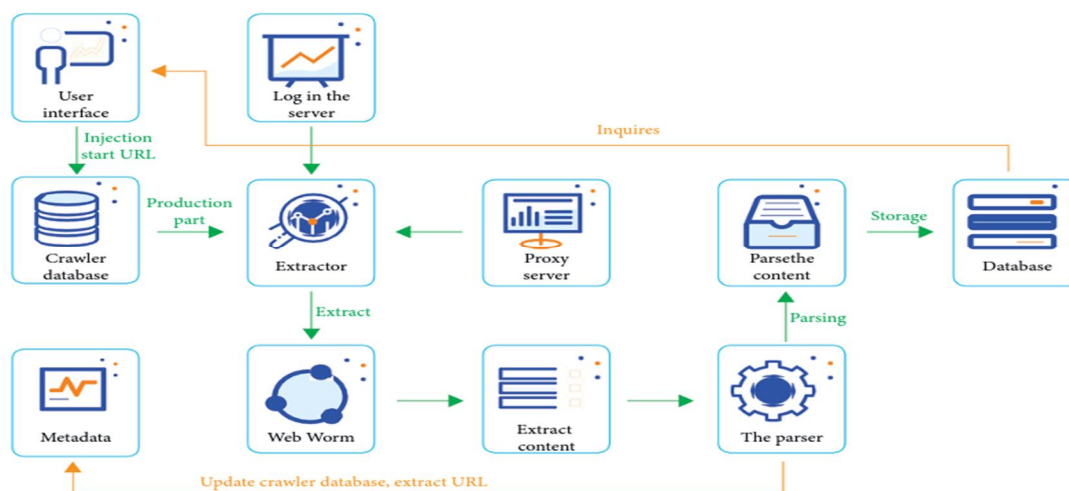 User
interface
Log in the
server
Inquires
Injection
start URL
Crawler
database
Production
part
Extractor
Proxy
server
Parsethe
content
Storage
Database
Extract
Parsing
Metadata
Web Worm
Extract
content
The parser
Update crawler database, extract URL